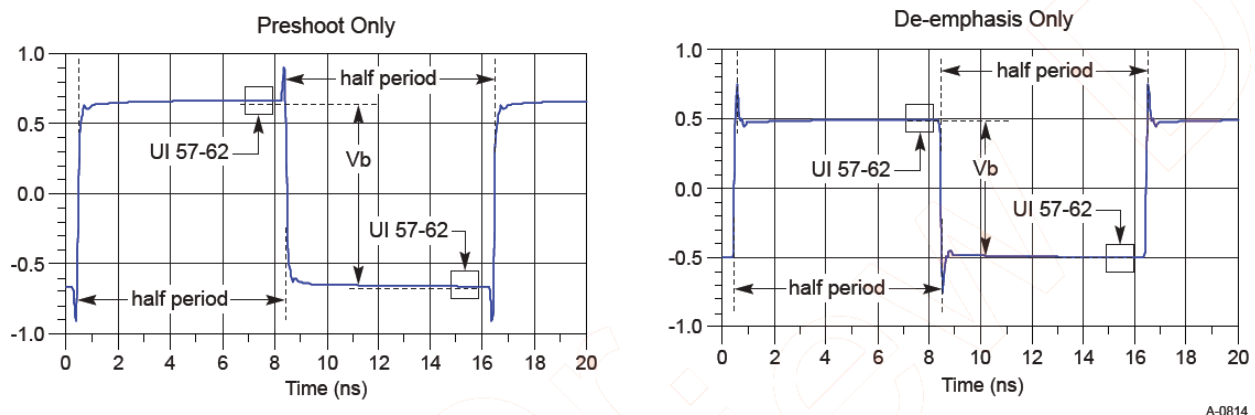 Preshoot Only
1.0
0.5
0.0
-0.5
-1.0
half period
UI 57-62
Vb
UI 57-62
half period
0 2 4 6 8 10 12 14 16 18 20
Time (ns)
De-emphasis Only
1.0
0.5
0.0
-0.5
-1.0
half period
UI 57-62
Vb
UI 57-62
half period
0 2 4 6 8 10 12 14 16 18 20
Time (ns)
A-0814